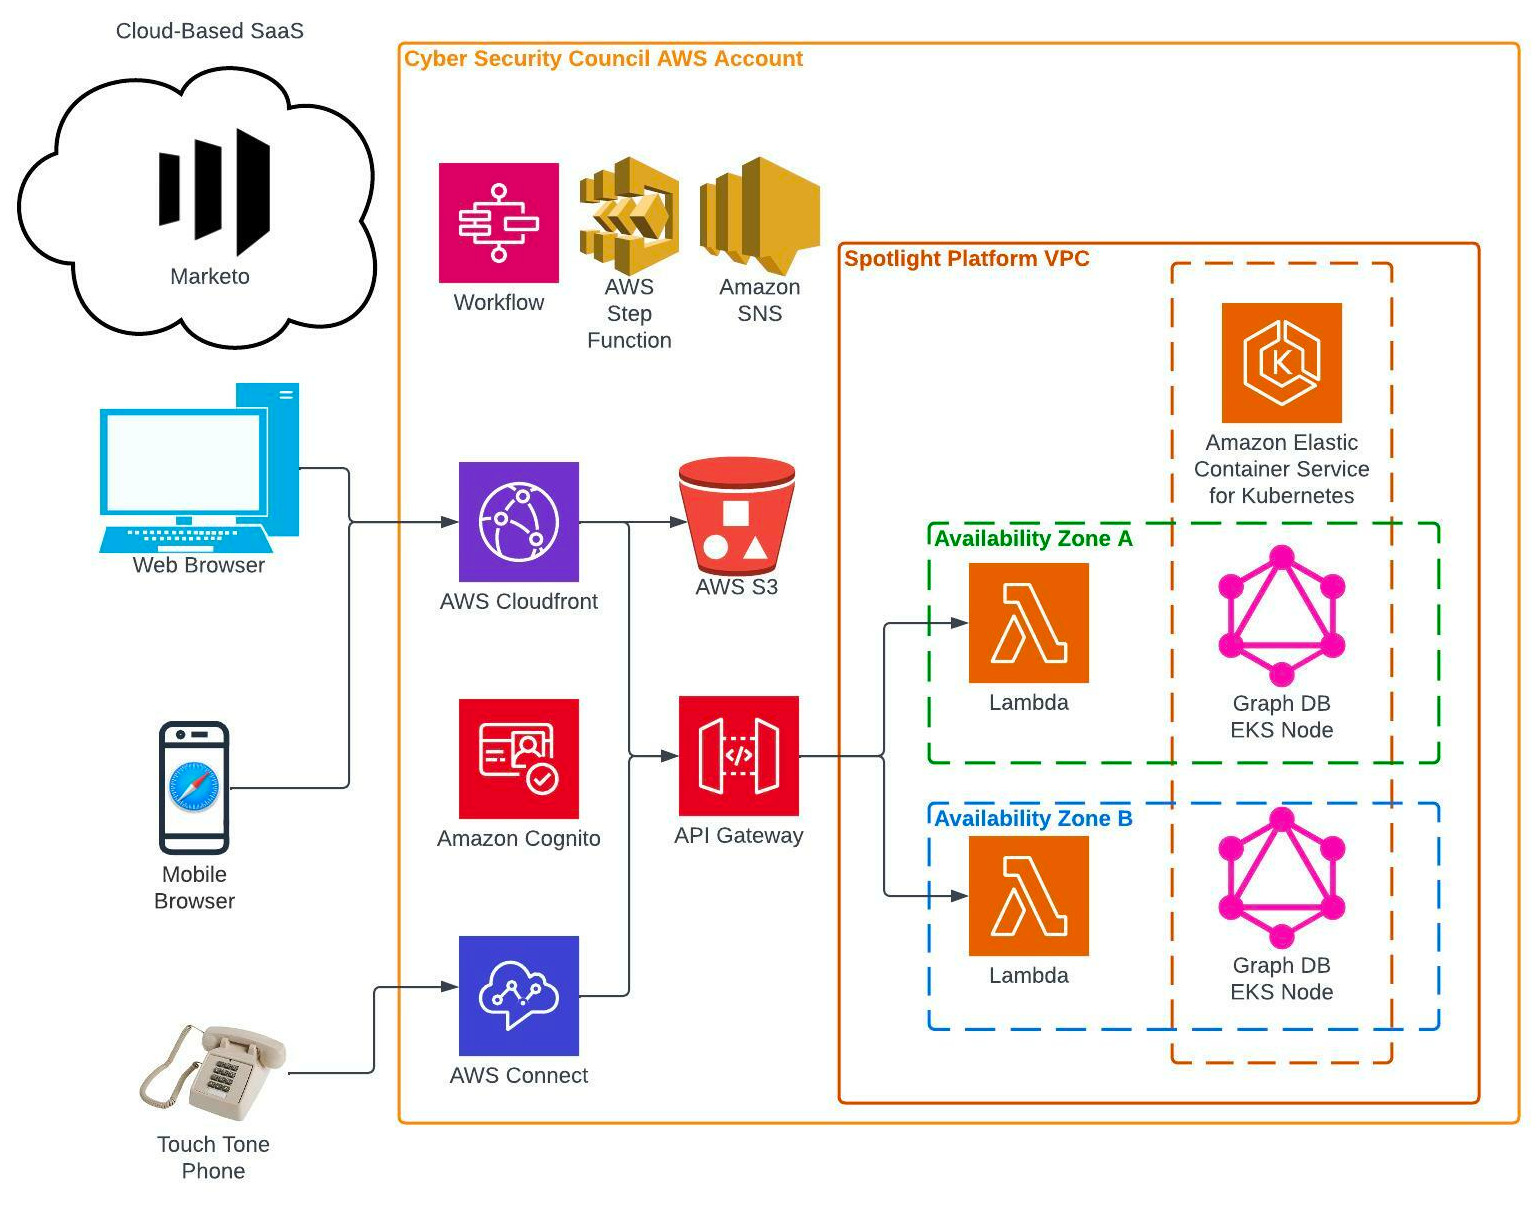 Cloud-Based SaaS
Marketo
Cyber Security Council AWS Account
Workflow
AWS
Step
Function
Amazon
SNS
Spotlight Platform VPC
K
Amazon Elastic
Container Service
for Kubernetes
Web Browser
AWS Cloudfront
AWS S3
Availability Zone A
Lambda
Graph DB
EKS Node
Mobile
Browser
Amazon Cognito
</>
API Gateway
Availability Zone B
Lambda
Graph DB
EKS Node
AWS Connect
Touch Tone
Phone